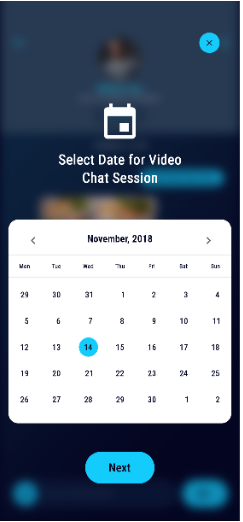 Select Date for Video
Chat Session
November, 2018
Mon Tue Wed Thu Fri Sat Sun
29 30 31 1 2 3 4
5 6 7 8 9 10 11
12 13 14 15 16 17 18
19 20 21 22 23 24 25
26 27 28 29 30 1 2
Next